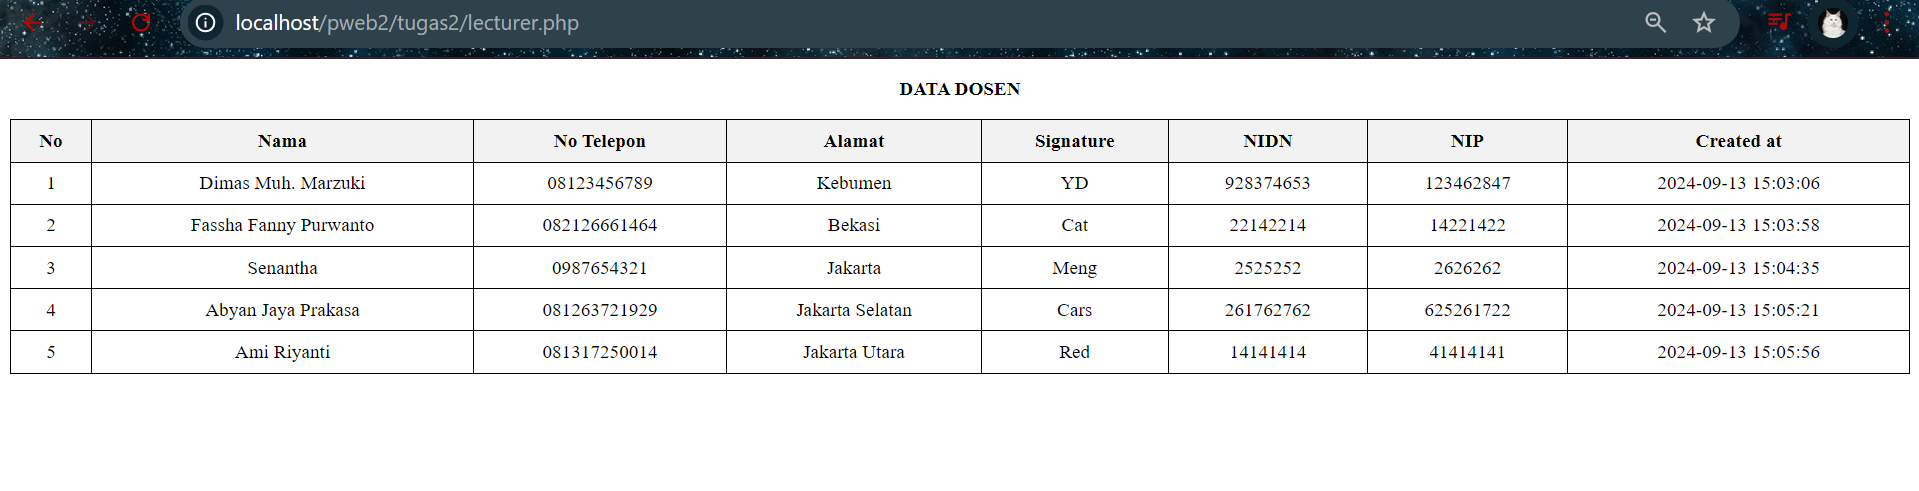 localhost/pweb2/tugas2/lecturer.php
DATA DOSEN
No Nama No Telepon Alamat Signature NIDN NIP Created at
1 Dimas Muh. Marzuki 08123456789 Kebumen YD 928374653 123462847 2024-09-13 15:03:06
2 Fassha Fanny Purwanto 082126661464 Bekasi Cat 22142214 14221422 2024-09-13 15:03:58
3 Senantha 0987654321 Jakarta Meng 2525252 2626262 2024-09-13 15:04:35
4 Abyan Jaya Prakasa 081263721929 Jakarta Selatan Cars 261762762 625261722 2024-09-13 15:05:21
5 Ami Riyanti 081317250014 Jakarta Utara Red 14141414 41414141 2024-09-13 15:05:56